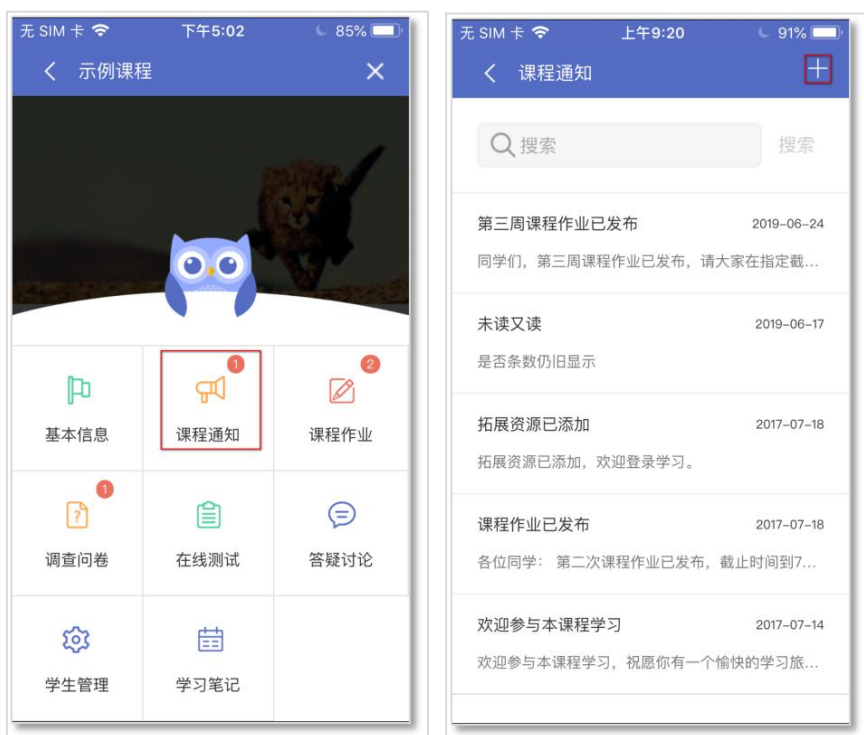 无 SIM 卡 下午5:02 85%
示例课程
1 2
基本信息 课程通知 课程作业
1
?
调查问卷 在线测试 答疑讨论
学生管理 学习笔记
无 SIM 卡 上午9:20 91%
课程通知
搜索 搜索
第三周课程作业已发布 2019-06-24
同学们，第三周课程作业已发布，请大家在指定截...
未读又读 2019-06-17
是否条数仍旧显示
拓展资源已添加 2017-07-18
拓展资源已添加，欢迎登录学习。
课程作业已发布 2017-07-18
各位同学： 第二次课程作业已发布，截止时间到7...
欢迎参与本课程学习 2017-07-14
欢迎参与本课程学习，祝愿你有一个愉快的学习旅...